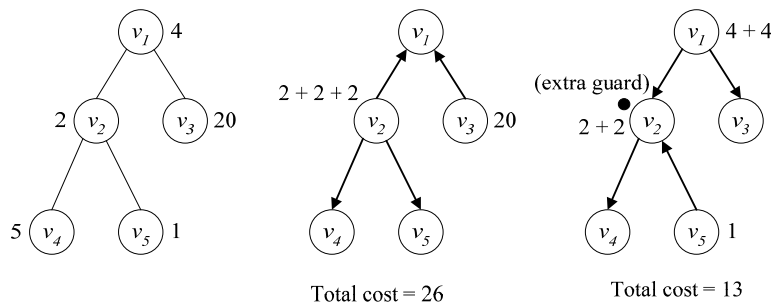 v1 4
2 v2
v3 20
5 v4
v5 1
v1
2 + 2 + 2
v2
v3 20
v4
v5
Total cost = 26
v1 4 + 4
(extra guard)
2 + 2 v2
v3
v4
v5 1
Total cost = 13